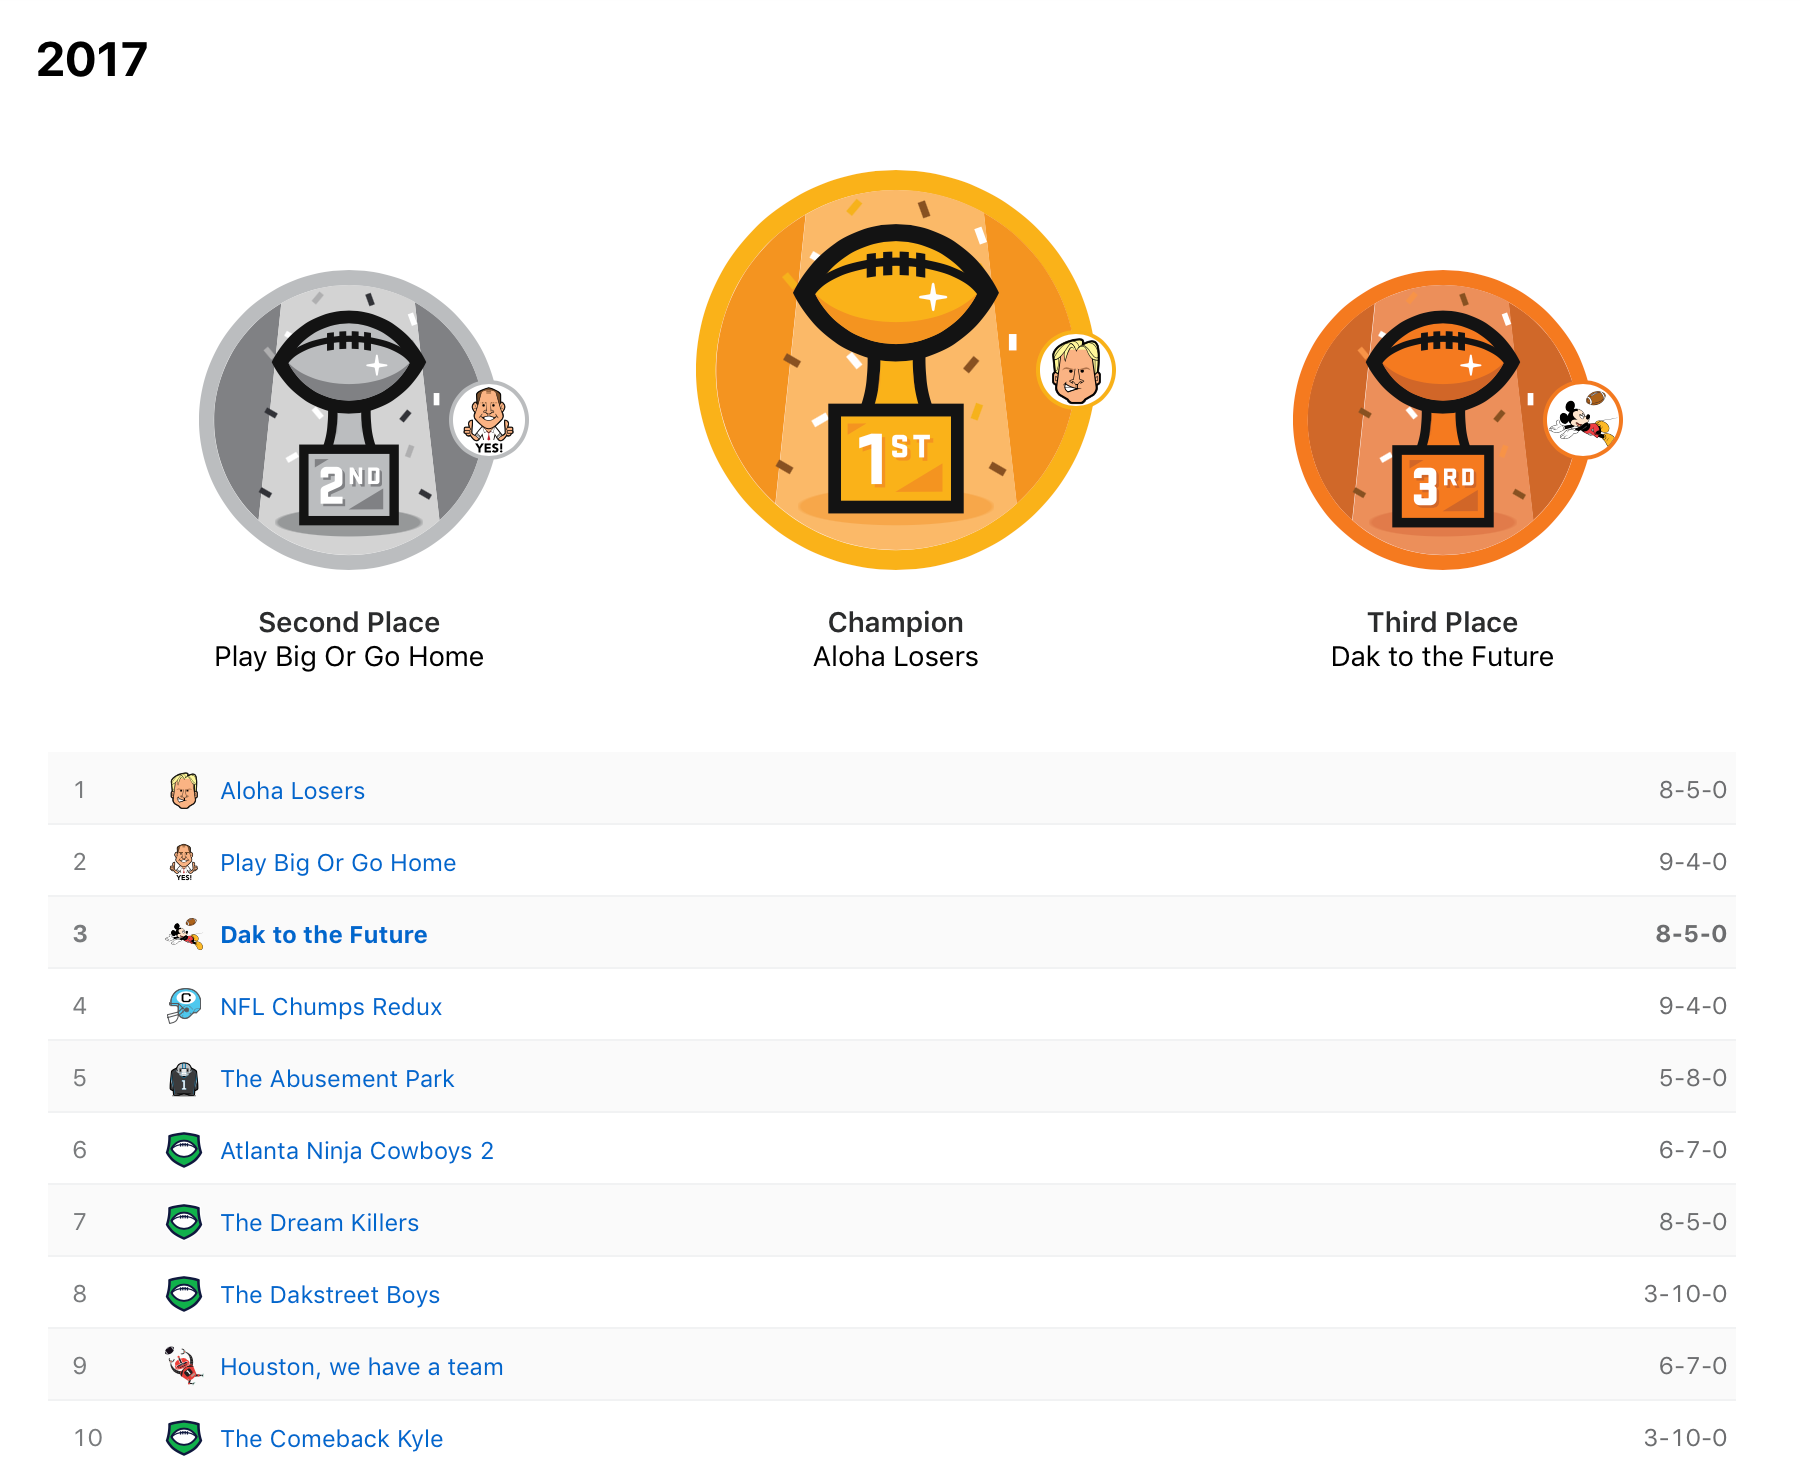 2017
2ND
YES!
1ST
3RD
Second Place
Play Big Or Go Home
Champion
Aloha Losers
Third Place
Dak to the Future
1 Aloha Losers 8-5-0
2 YES! Play Big Or Go Home 9-4-0
3 Dak to the Future 8-5-0
4 C NFL Chumps Redux 9-4-0
5 1 The Abusement Park 5-8-0
6 Atlanta Ninja Cowboys 2 6-7-0
7 The Dream Killers 8-5-0
8 The Dakstreet Boys 3-10-0
9 Houston, we have a team 6-7-0
10 The Comeback Kyle 3-10-0